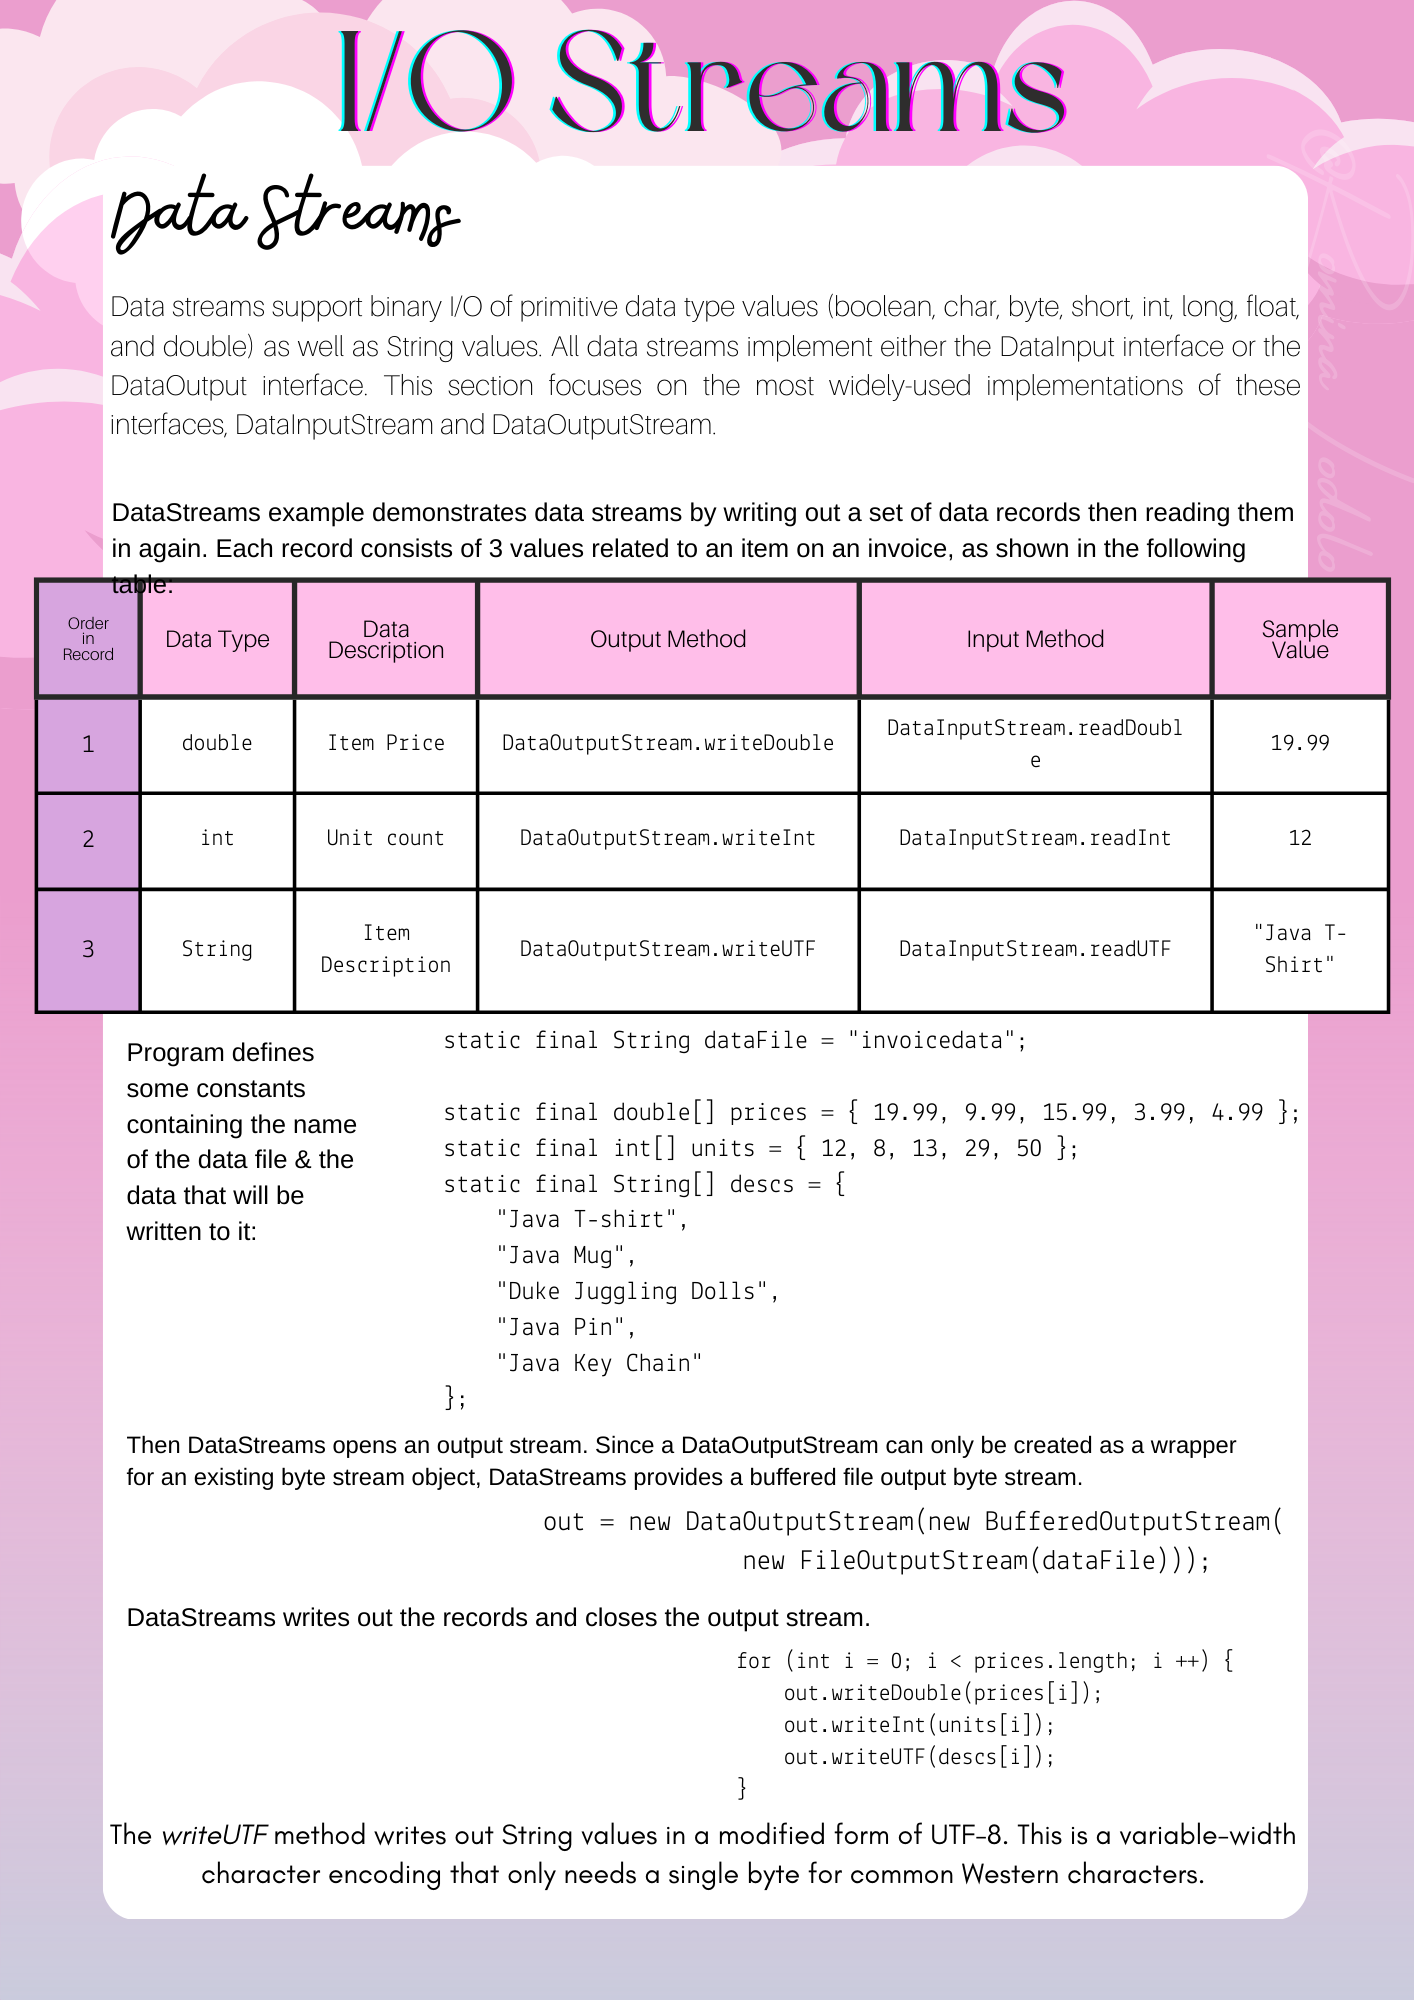 I/O Streams
Data Streams
Data streams support binary I/O of primitive data type values (boolean, char, byte, short, int, long, float,
and double) as well as String values. All data streams implement either the DataInput interface or the
DataOutput interface. This section focuses on the most widely-used implementations of these
interfaces, DataInputStream and DataOutputStream.
DataStreams example demonstrates data streams by writing out a set of data records then reading them
in again. Each record consists of 3 values related to an item on an invoice, as shown in the following
table:
Order
in
Record
Data Type
Data
Description
Output Method
Input Method
Sample
Value
1
double
Item Price
DataOutputStream.writeDouble
DataInputStream.readDoubl
e
19.99
2
int
Unit count
DataOutputStream.writeInt
DataInputStream.readInt
12
3
String
Item
Description
DataOutputStream.writeUTF
DataInputStream.readUTF
"Java T-
Shirt"
Program defines
some constants
containing the name
of the data file & the
data that will be
written to it:
static final String dataFile = "invoicedata";
static final double[] prices = { 19.99, 9.99, 15.99, 3.99, 4.99 };
static final int[] units = { 12, 8, 13, 29, 50 };
static final String[] descs = {
    "Java T-shirt",
    "Java Mug",
    "Duke Juggling Dolls",
    "Java Pin",
    "Java Key Chain"
};
Then DataStreams opens an output stream. Since a DataOutputStream can only be created as a wrapper
for an existing byte stream object, DataStreams provides a buffered file output byte stream.
out = new DataOutputStream(new BufferedOutputStream(
              new FileOutputStream(dataFile)));
DataStreams writes out the records and closes the output stream.
for (int i = 0; i < prices.length; i ++) {
    out.writeDouble(prices[i]);
    out.writeInt(units[i]);
    out.writeUTF(descs[i]);
}
The writeUTF method writes out String values in a modified form of UTF-8. This is a variable-width
character encoding that only needs a single byte for common Western characters.